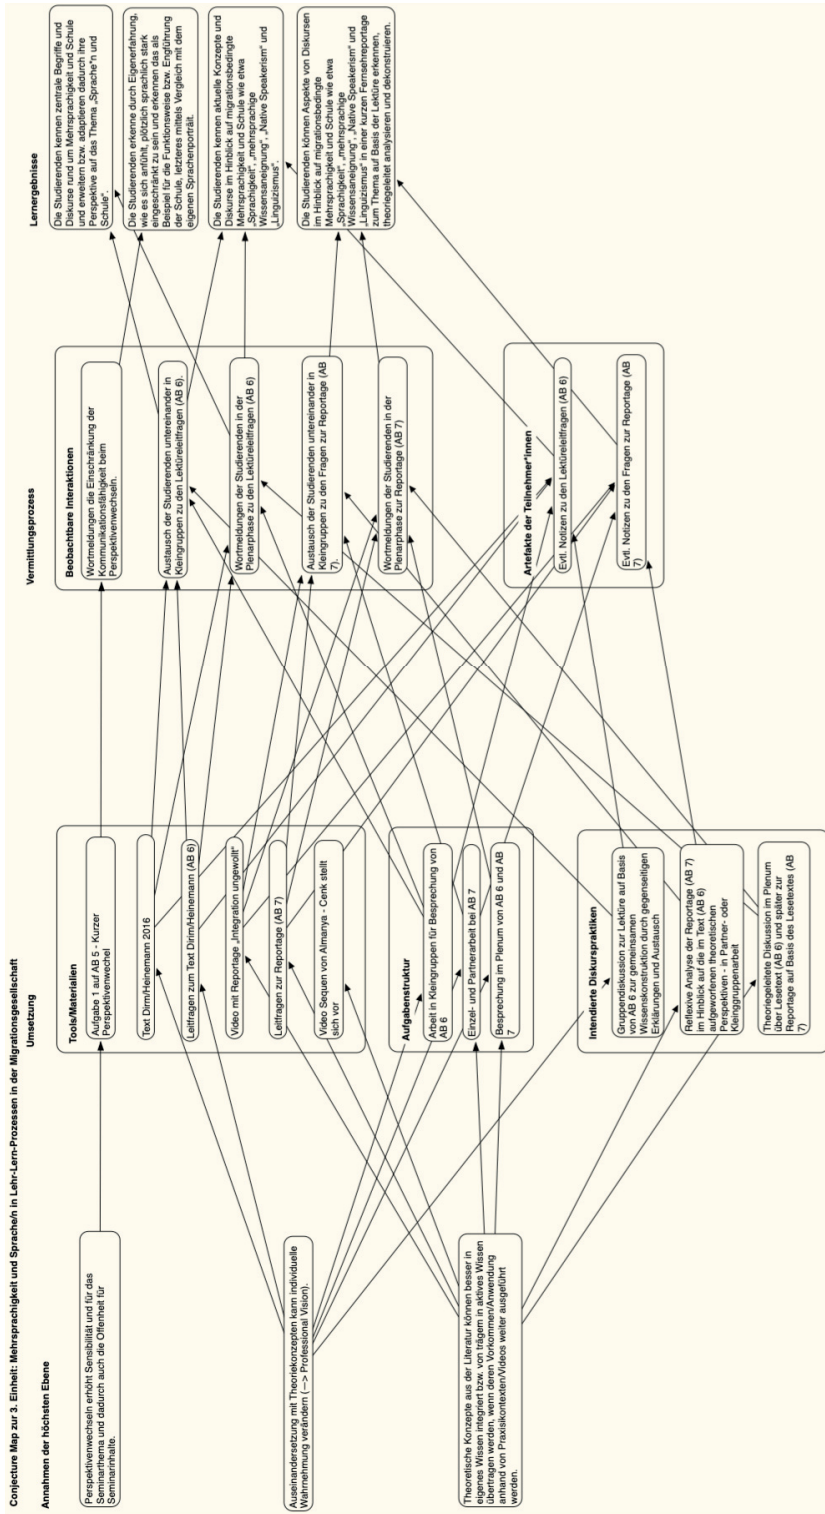 Conjecture Map zur 3. Einheit: Mehrsprachigkeit und Sprache/n in Lehr-Lern-Prozessen in der Migrationsgesellschaft
Annahmen der höchsten Ebene
Perspektivenwechseln erhöht Sensibilität und für das
Seminarthema und dadurch auch die Offenheit für
Seminarinhalte.
Auseinandersetzung mit Theoriekonzepten kann individuelle
Wahrnehmung verändern (—> Professional Vision).
Theoretische Konzepte aus der Literatur können besser in
eigenes Wissen integriert bzw. von trägem in aktives Wissen
übertragen werden, wenn deren Vorkommen/Anwendung
anhand von Praxisikontexten/Videos weiter ausgeführt
werden.
Umsetzung
Tools/Materialien
Aufgabe 1 auf AB 5 - Kurzer
Perspektivenwechel
Text Dirm/Heinemann 2016
Leitfragen zum Text Dirim/Heinemann (AB 6)
Video mit Reportage „Integration ungewollt"
Leitfragen zur Reportage (AB 7)
Video Sequen von Almanya - Cenk stellt
sich vor
Aufgabenstruktur
Arbeit in Kleingruppen für Besprechung von
AB 6
Einzel- und Partnerarbeit bei AB 7
Besprechung im Plenum von AB 6 und AB
7
Intendierte Diskurspraktiken
Gruppendiskussion zur Lektüre auf Basis
von AB 6 zur gemeinsamen
Wissenskonstruktion durch gegenseitigen
Erklärungen und Austausch
Reflexive Analyse der Reportage (AB 7)
im Hinblick auf die im Text (AB 6)
aufgeworfenen theoretischen
Perspektiven - in Partner- oder
Kleinggruppenarbeit
Theoriegeleitete Diskussion im Plenum
über Lesetext (AB 6) und später zur
Reportage auf Basis des Lesetextes (AB
7)
Vermittlungsprozess
Beobachtbare Interaktionen
Wortmeldungen die Einschränkung der
Kommunikationsfähigkeit beim
Perspektivenwechseln.
Austausch der Studierenden untereinander in
Kleingruppen zu den Lektüreleitfragen (AB 6).
Wortmeldungen der Studierenden in der
Plenarphase zu den Lektüreleitfragen (AB 6)
Austausch der Studierenden untereinander in
Kleingruppen zu den Fragen zur Reportage (AB
7).
Wortmeldungen der Studierenden in der
Plenarphase zur Reportage (AB 7)
Artefakte der Teilnehmer*innen
Evtl. Notizen zu den Lektüreleitfragen (AB 6)
Evtl. Notizen zu den Fragen zur Reportage (AB
7)
Lernergebnisse
Die Studierenden kennen zentrale Begriffe und
Diskurse rund um Mehrsprachigkeit und Schule
und erweitern bzw. adaptieren dadurch ihre
Perspektive auf das Thema „Sprache*n und
Schule".
Die Studierenden erkenne durch Eigenerfahrung,
wie es sich anfühlt, plötzlich sprachlich stark
eingeschränkt zu sein und erkennen das als
Beispiel für die Funktionsweise bzw. Engführung
der Schule, letzteres mittels Vergleich mit dem
eigenen Sprachenporträit.
Die Studierenden kennen aktuelle Konzepte und
Diskurse im Hinblick auf migrationsbedingte
Mehrsprachigkeit und Schule wie etwa
„Sprachigkeit", „mehrsprachige
Wissensaneignung", „Native Speakerism" und
„Linguizismus".
Die Studierenden können Aspekte von Diskursen
im Hinblick auf migrationsbedingte
Mehrsprachigkeit und Schule wie etwa
„Sprachigkeit", „mehrsprachige
Wissensaneignung", „Native Speakerism" und
„Linguizismus" in einer kurzen Fernsehreportage
zum Thema auf Basis der Lektüre erkennen,
theoriegeleitet analysieren und dekonstruieren.